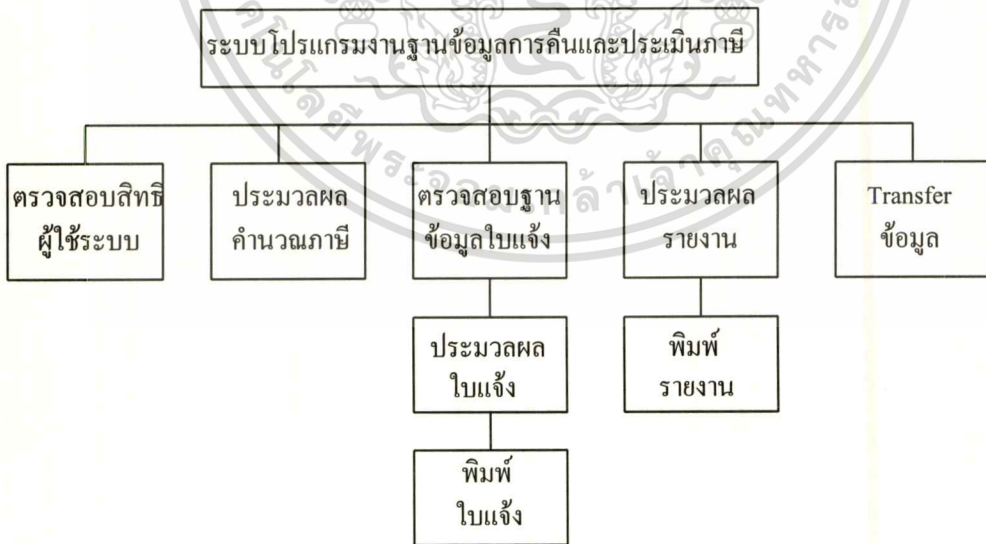 ระบบโปรแกรมงานฐานข้อมูลการคืนและประเมินภาษี
ตรวจสอบสิทธิ
ผู้ใช้ระบบ
ประมวลผล
คำนวณภาษี
ตรวจสอบฐาน
ข้อมูลใบแจ้ง
ประมวลผล
รายงาน
Transfer
ข้อมูล
ประมวลผล
ใบแจ้ง
พิมพ์
รายงาน
พิมพ์
ใบแจ้ง